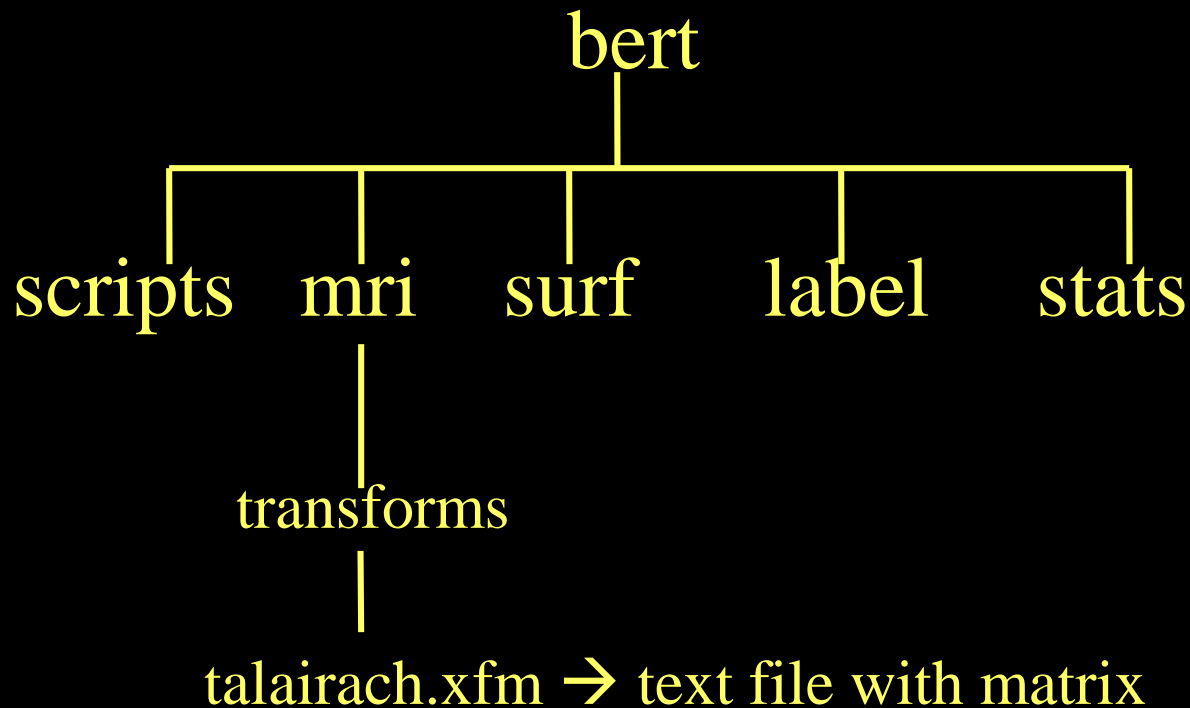 bert
scripts mri surf label stats
transforms
talairach.xfm → text file with matrix